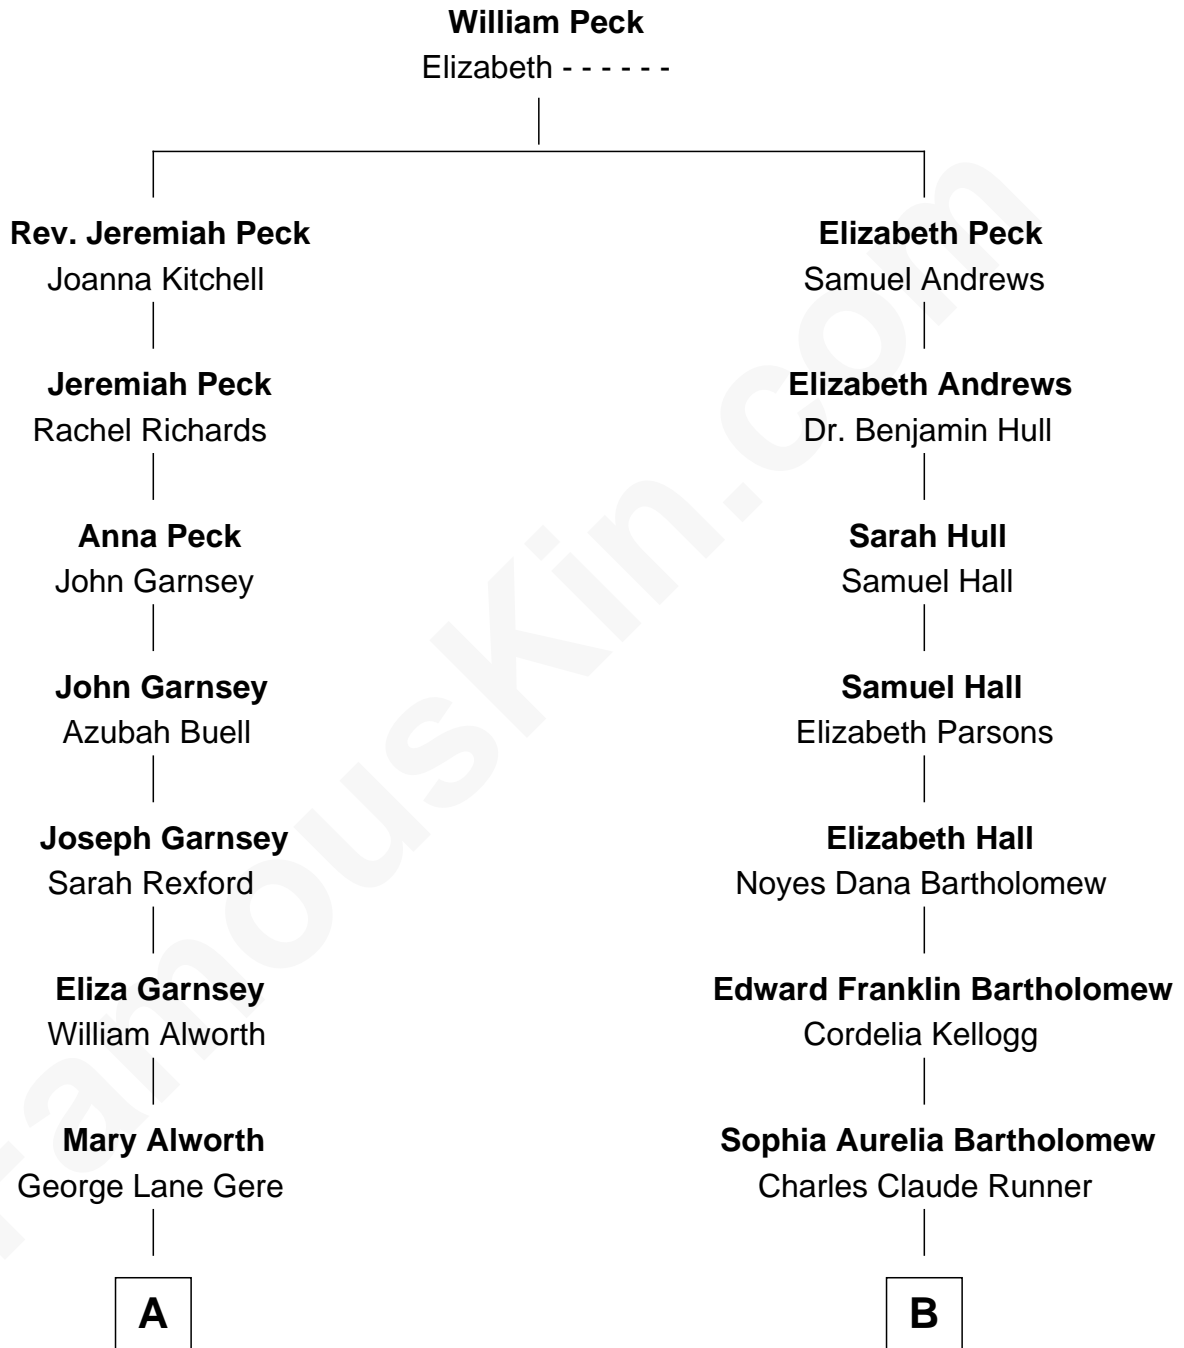 William Peck
Elizabeth - - - - - -
Rev. Jeremiah Peck
Joanna Kitchell
Jeremiah Peck
Rachel Richards
Anna Peck
John Garnsey
John Garnsey
Azubah Buell
Joseph Garnsey
Sarah Rexford
Eliza Garnsey
William Alworth
Mary Alworth
George Lane Gere
A
Elizabeth Peck
Samuel Andrews
Elizabeth Andrews
Dr. Benjamin Hull
Sarah Hull
Samuel Hall
Samuel Hall
Elizabeth Parsons
Elizabeth Hall
Noyes Dana Bartholomew
Edward Franklin Bartholomew
Cordelia Kellogg
Sophia Aurelia Bartholomew
Charles Claude Runner
B
FamousKin.com